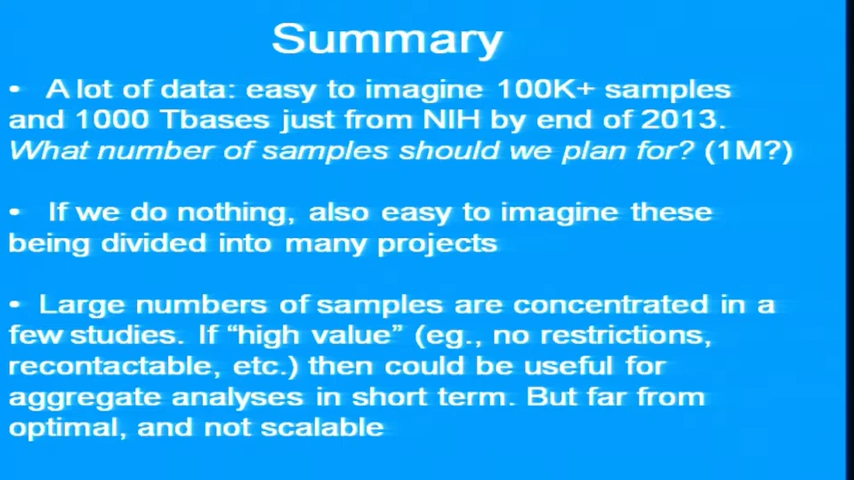 Summary
• A lot of data: easy to imagine 100K+ samples
and 1000 Tbases just from NIH by end of 2013.
What number of samples should we plan for? (1M?)
• If we do nothing, also easy to imagine these
being divided into many projects
• Large numbers of samples are concentrated in a
few studies. If “high value” (eg., no restrictions,
recontactable, etc.) then could be useful for
aggregate analyses in short term. But far from
optimal, and not scalable